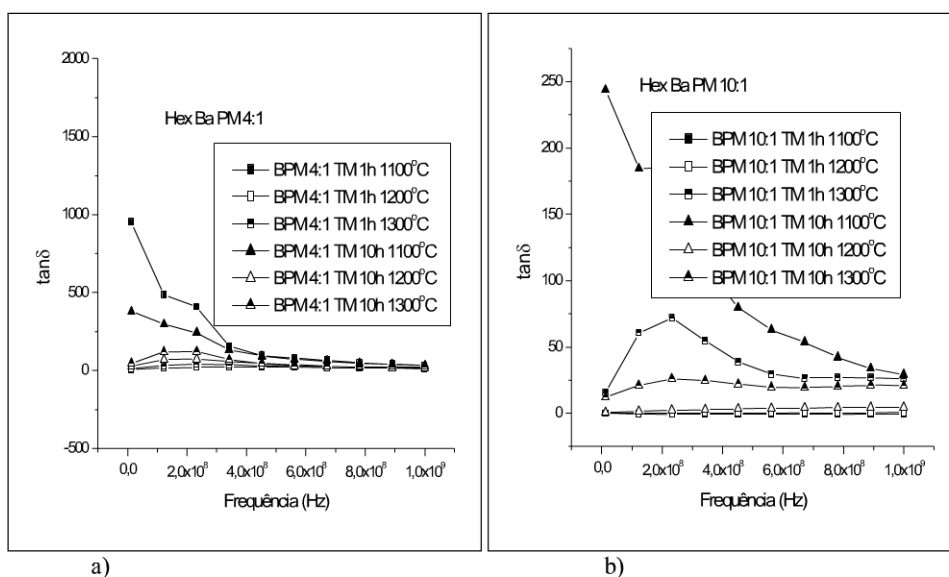 2000
1500
1000
500
0
-500
tanδ
Hex Ba PM 4:1
BPM 4:1 TM 1h 1100°C
BPM 4:1 TM 1h 1200°C
BPM 4:1 TM 1h 1300°C
BPM 4:1 TM 10h 1100°C
BPM 4:1 TM 10h 1200°C
BPM 4:1 TM 10h 1300°C
0,0 2,0x10⁸ 4,0x10⁸ 6,0x10⁸ 8,0x10⁸ 1,0x10⁹
Frequência (Hz)
a)
250
200
150
100
50
0
tanδ
Hex Ba PM 10:1
BPM 10:1 TM 1h 1100°C
BPM 10:1 TM 1h 1200°C
BPM 10:1 TM 1h 1300°C
BPM 10:1 TM 10h 1100°C
BPM 10:1 TM 10h 1200°C
BPM 10:1 TM 10h 1300°C
0,0 2,0x10⁸ 4,0x10⁸ 6,0x10⁸ 8,0x10⁸ 1,0x10⁹
Frequência (Hz)
b)